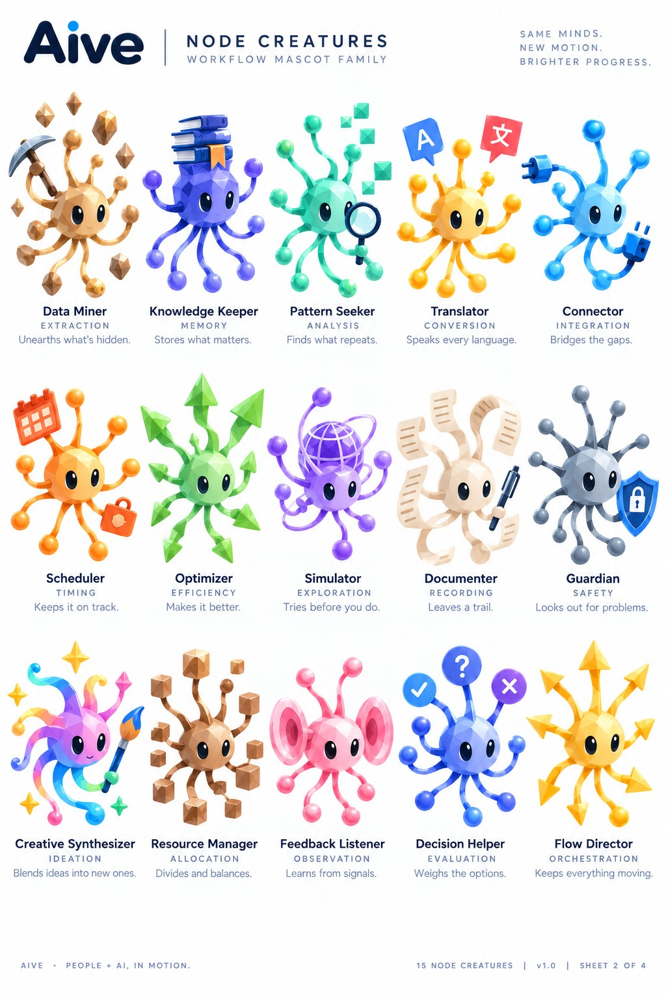 Aive
NODE CREATURES
WORKFLOW MASCOT FAMILY
SAME MINDS.
NEW MOTION.
BRIGHTER PROGRESS.
A
文
Data Miner
EXTRACTION
Unearths what's hidden.
Knowledge Keeper
MEMORY
Stores what matters.
Pattern Seeker
ANALYSIS
Finds what repeats.
Translator
CONVERSION
Speaks every language.
Connector
INTEGRATION
Bridges the gaps.
Scheduler
TIMING
Keeps it on track.
Optimizer
EFFICIENCY
Makes it better.
Simulator
EXPLORATION
Tries before you do.
Documenter
RECORDING
Leaves a trail.
Guardian
SAFETY
Looks out for problems.
?
Creative Synthesizer
IDEATION
Blends ideas into new ones.
Resource Manager
ALLOCATION
Divides and balances.
Feedback Listener
OBSERVATION
Learns from signals.
Decision Helper
EVALUATION
Weighs the options.
Flow Director
ORCHESTRATION
Keeps everything moving.
AIVE · PEOPLE + AI, IN MOTION.
15 NODE CREATURES | v1.0 | SHEET 2 OF 4